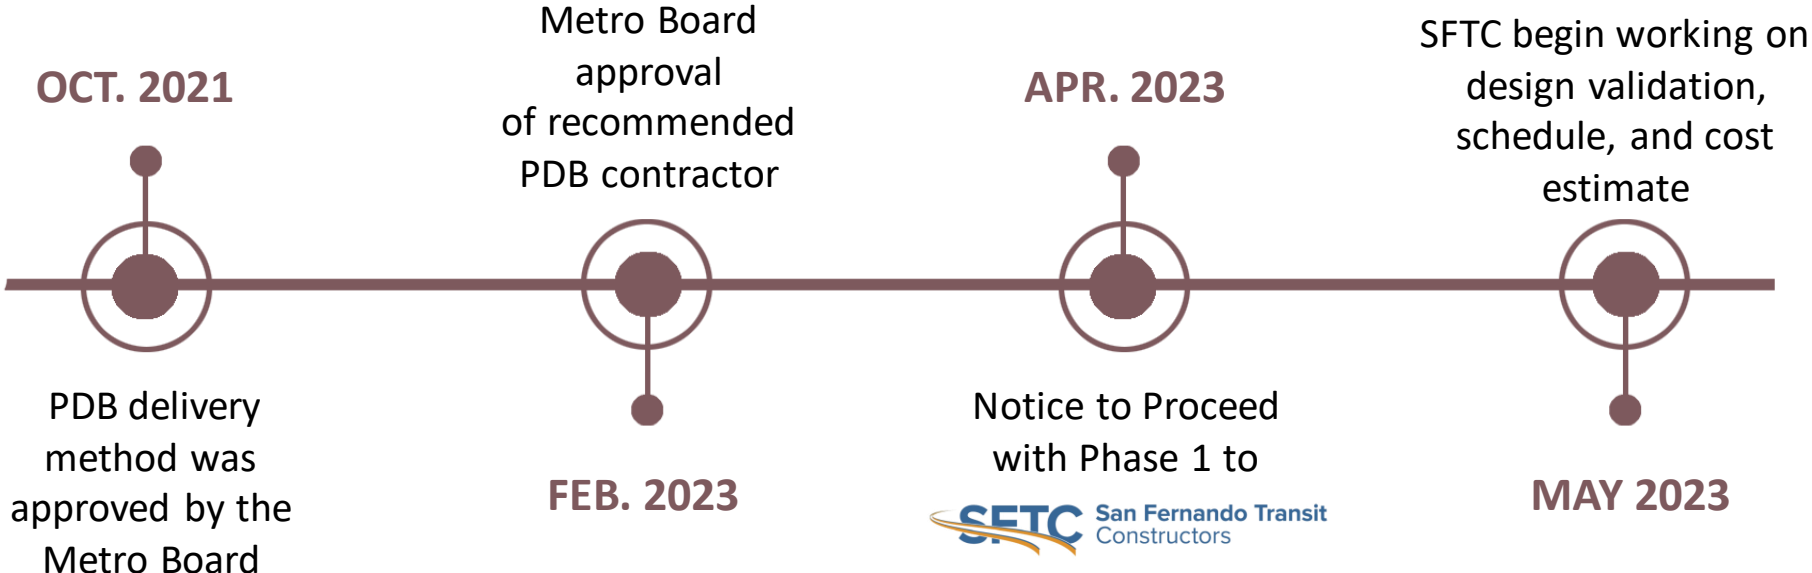 OCT. 2021
PDB delivery
method was
approved by the
Metro Board
Metro Board
approval
of recommended
PDB contractor
FEB. 2023
APR. 2023
Notice to Proceed
with Phase 1 to
SFTC San Fernando Transit
Constructors
SFTC begin working on
design validation,
schedule, and cost
estimate
MAY 2023